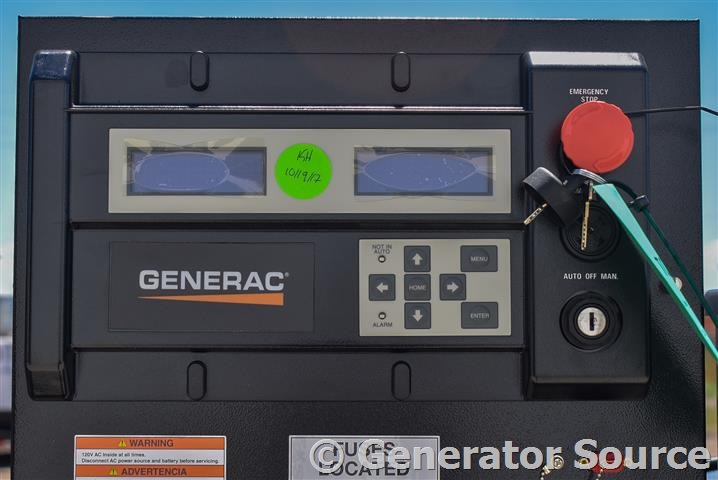 EMERGENCY
STOP
KH
10/19/12
GENERAC®
NOT IN
AUTO
MENU
HOME
ALARM
ENTER
AUTO OFF MAN.
WARNING
120V AC Inside at all times.
Disconnect AC power source and battery before servicing.
ADVERTENCIA
FUSES
LOCATED
© Generator Source